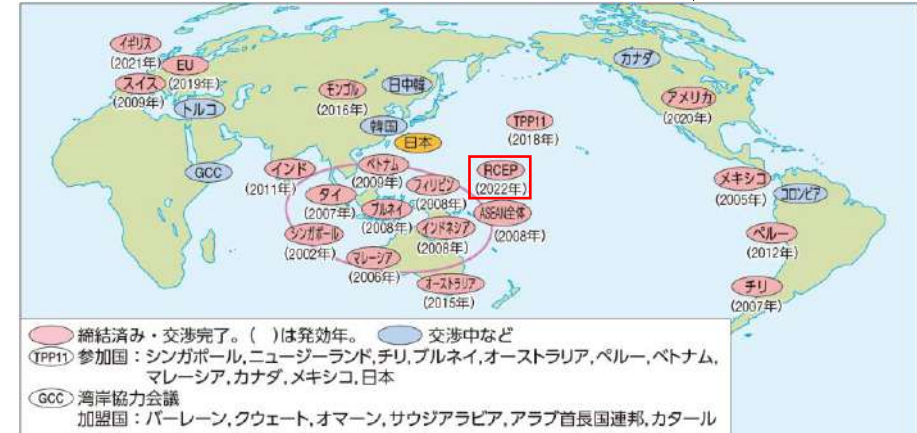 イギリス
(2021年)
EU
(2019年)
スイス
(2009年)
トルコ
GCC
モンゴル
(2016年)
日中韓
韓国
日本
インド
(2011年)
ベトナム
(2009年)
タイ
(2007年)
フィリピン
(2008年)
ブルネイ
(2008年)
インドネシア
(2008年)
シンガポール
(2002年)
マレーシア
(2006年)
オーストラリア
(2015年)
TPP11
(2018年)
RCEP
(2022年)
ASEAN全体
(2008年)
カナダ
アメリカ
(2020年)
メキシコ
(2005年)
コロンビア
ペルー
(2012年)
チリ
(2007年)
締結済み・交渉完了。( )は発効年。 交渉中など
TPP11 参加国：シンガポール,ニュージーランド,チリ,ブルネイ,オーストラリア,ペルー,ベトナム,
マレーシア,カナダ,メキシコ,日本
GCC 湾岸協力会議
加盟国：バーレーン,クウェート,オマーン,サウジアラビア,アラブ首長国連邦,カタール